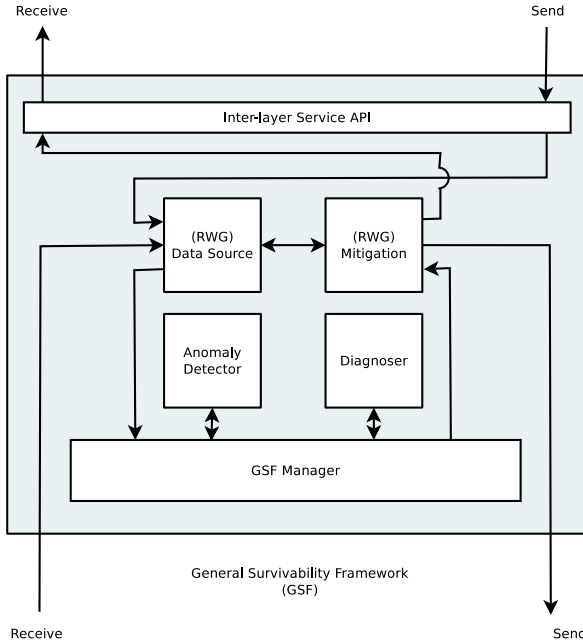 Receive
Send
Inter-layer Service API
(RWG)
Data Source
(RWG)
Mitigation
Anomaly
Detector
Diagnoser
GSF Manager
General Survivability Framework
(GSF)
Receive
Send